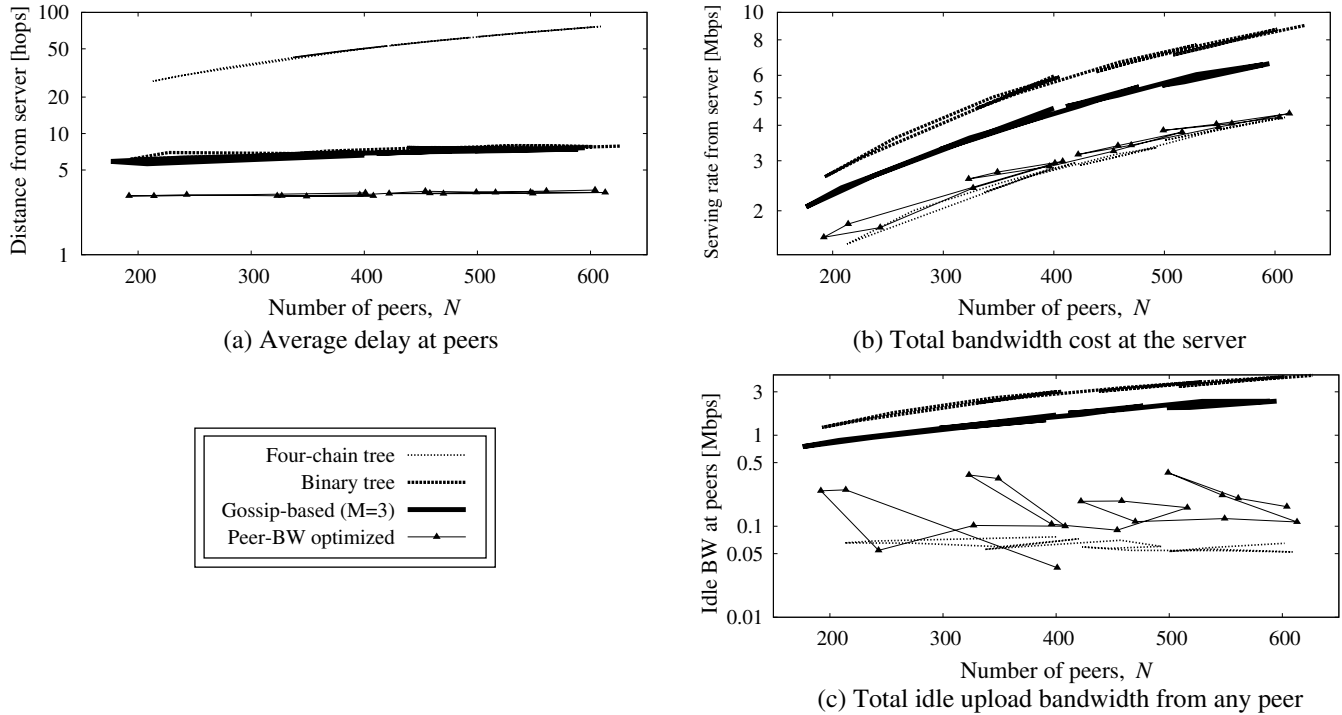 Distance from server [hops]
100
50
20
10
5
1
200
300
400
500
600
Number of peers, N
(a) Average delay at peers
Serving rate from server [Mbps]
10
8
6
5
4
3
2
200
300
400
500
600
Number of peers, N
(b) Total bandwidth cost at the server
Four-chain tree
Binary tree
Gossip-based (M=3)
Peer-BW optimized
Idle BW at peers [Mbps]
3
1
0.5
0.1
0.05
0.01
200
300
400
500
600
Number of peers, N
(c) Total idle upload bandwidth from any peer